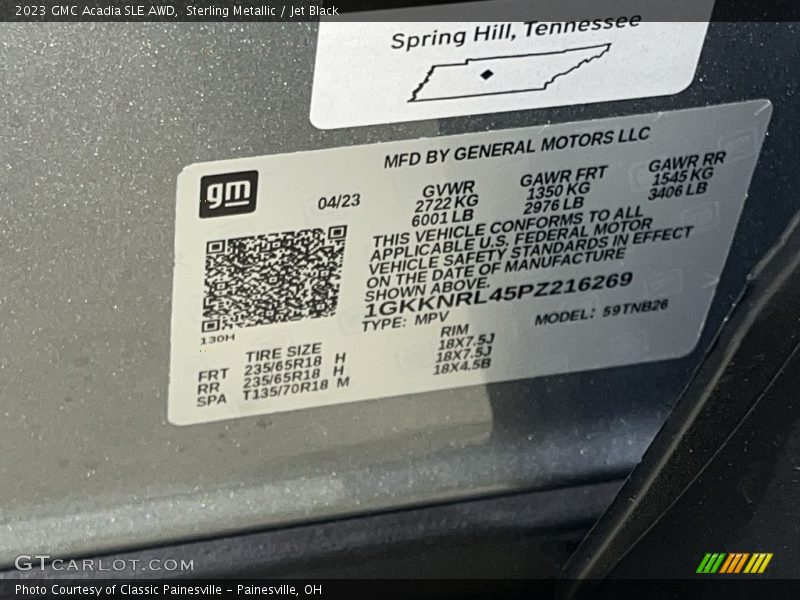 2023 GMC Acadia SLE AWD,  Sterling Metallic / Jet Black
Spring Hill, Tennessee
MFD BY GENERAL MOTORS LLC
gm
04/23
GVWR
2722 KG
6001 LB
GAWR FRT
1350 KG
2976 LB
GAWR RR
1545 KG
3406 LB
THIS VEHICLE CONFORMS TO ALL
APPLICABLE U.S. FEDERAL MOTOR
VEHICLE SAFETY STANDARDS IN EFFECT
ON THE DATE OF MANUFACTURE
SHOWN ABOVE.
1GKKNRL45PZ216269
TYPE: MPV
MODEL: 59TNB26
130H
TIRE SIZE RIM
FRT 235/65R18 H 18X7.5J
RR 235/65R18 H 18X7.5J
SPA T135/70R18 M 18X4.5B
GTCARLOT.COM
Photo Courtesy of Classic Painesville - Painesville, OH